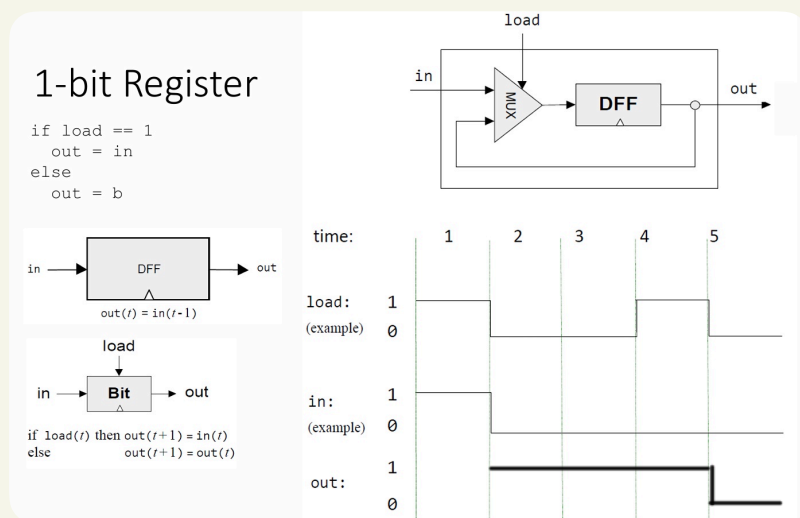 1-bit Register
if load == 1
out = in
else
out = b
in
DFF
out
out(t) = in(t-1)
load
in
Bit
out
if load(t) then out(t+1) = in(t)
else out(t+1) = out(t)
load
in
MUX
DFF
out
time: 1 2 3 4 5
load: 1
(example) 0
in: 1
(example) 0
out: 1
0